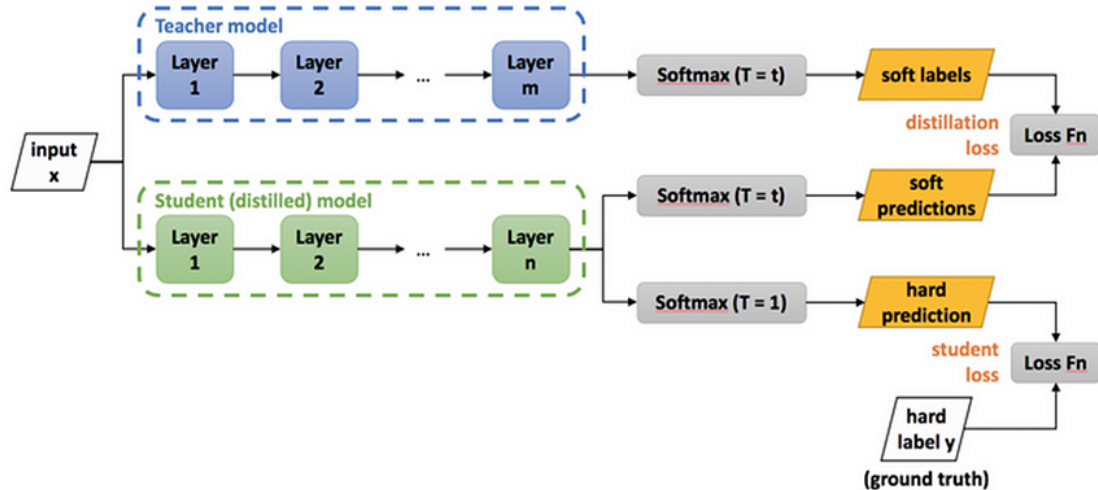 Teacher model
Layer
1
Layer
2
...
Layer
m
Softmax (T = t)
soft labels
distillation
loss
Loss Fn
input
x
Student (distilled) model
Layer
1
Layer
2
...
Layer
n
Softmax (T = t)
soft
predictions
Softmax (T = 1)
hard
prediction
student
loss
Loss Fn
hard
label y
(ground truth)